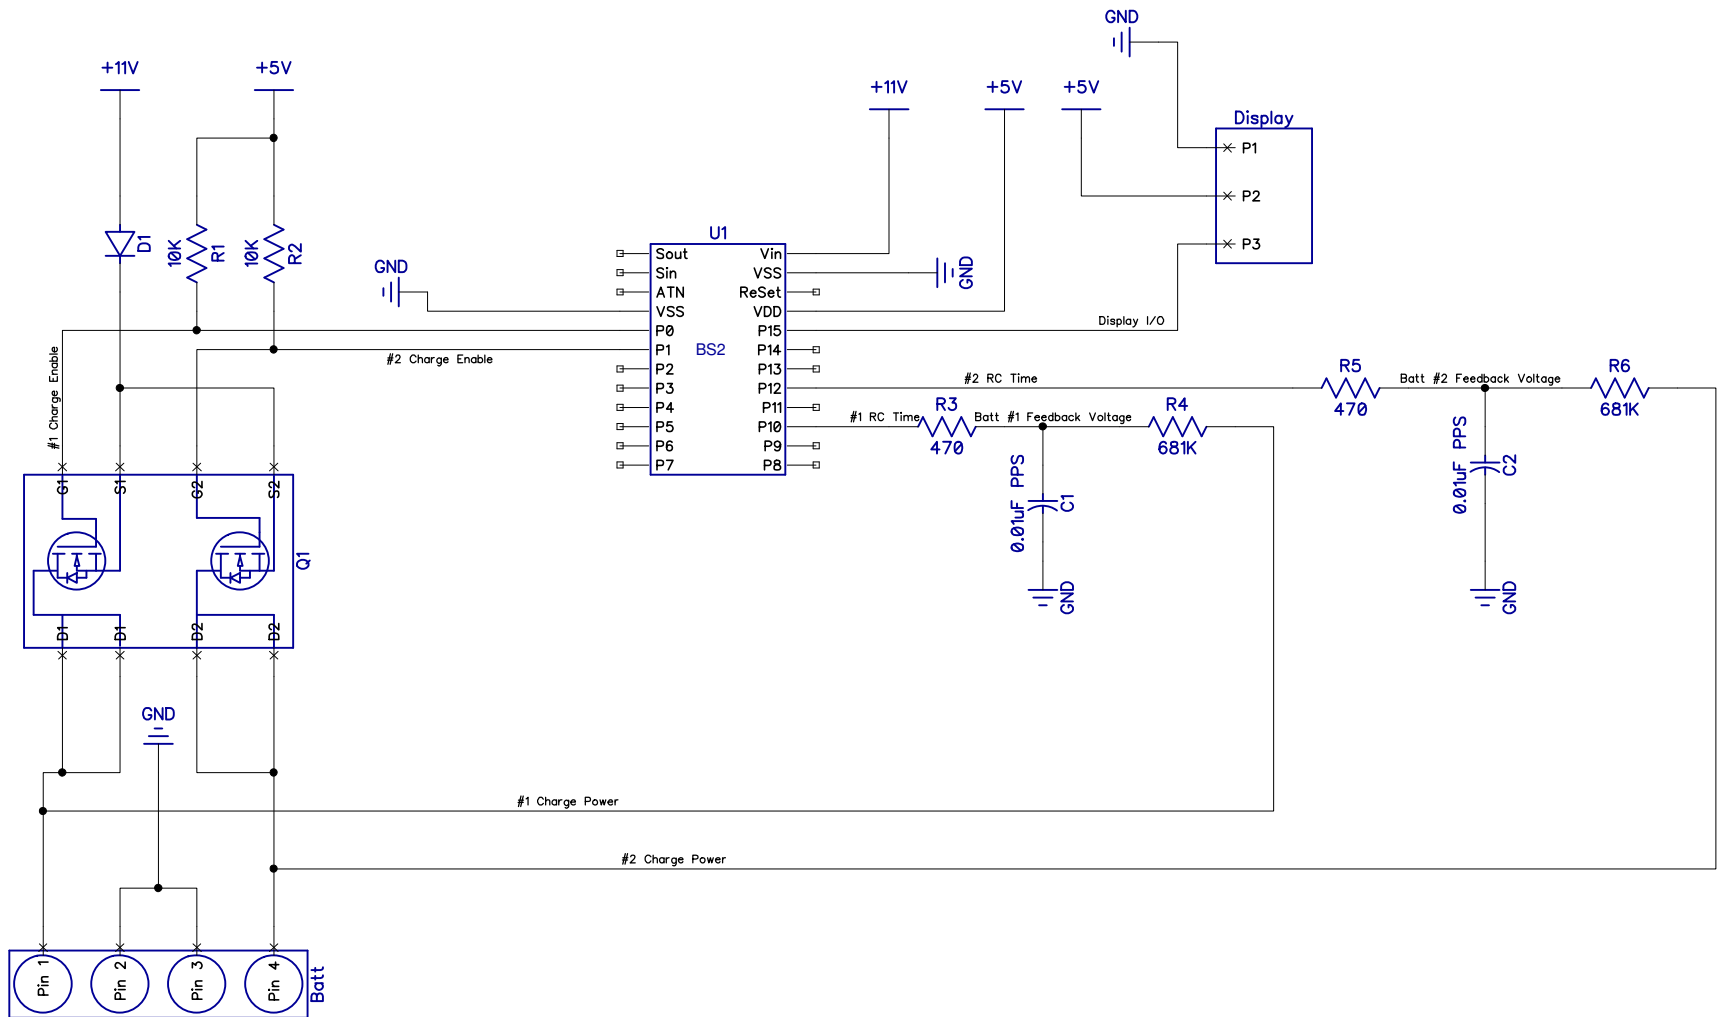 GND
+11V
+5V
+11V
+5V
+5V
Display
P1
P2
P3
10K
R1
10K
R2
D1
GND
U1
BS2
Sout
Sin
ATN
VSS
P0
P1
P2
P3
P4
P5
P6
P7
Vin
VSS
ReSet
VDD
P15
P14
P13
P12
P11
P10
P9
P8
GND
Display I/O
#1 Charge Enable
#2 Charge Enable
#2 RC Time
R5
470
Batt #2 Feedback Voltage
R6
681K
#1 RC Time
R3
470
Batt #1 Feedback Voltage
R4
681K
0.01uF PPS
C1
GND
0.01uF PPS
C2
GND
G1
S1
G2
S2
Q1
D1
D1
D2
D2
GND
#1 Charge Power
#2 Charge Power
Pin 1
Pin 2
Pin 3
Pin 4
Batt